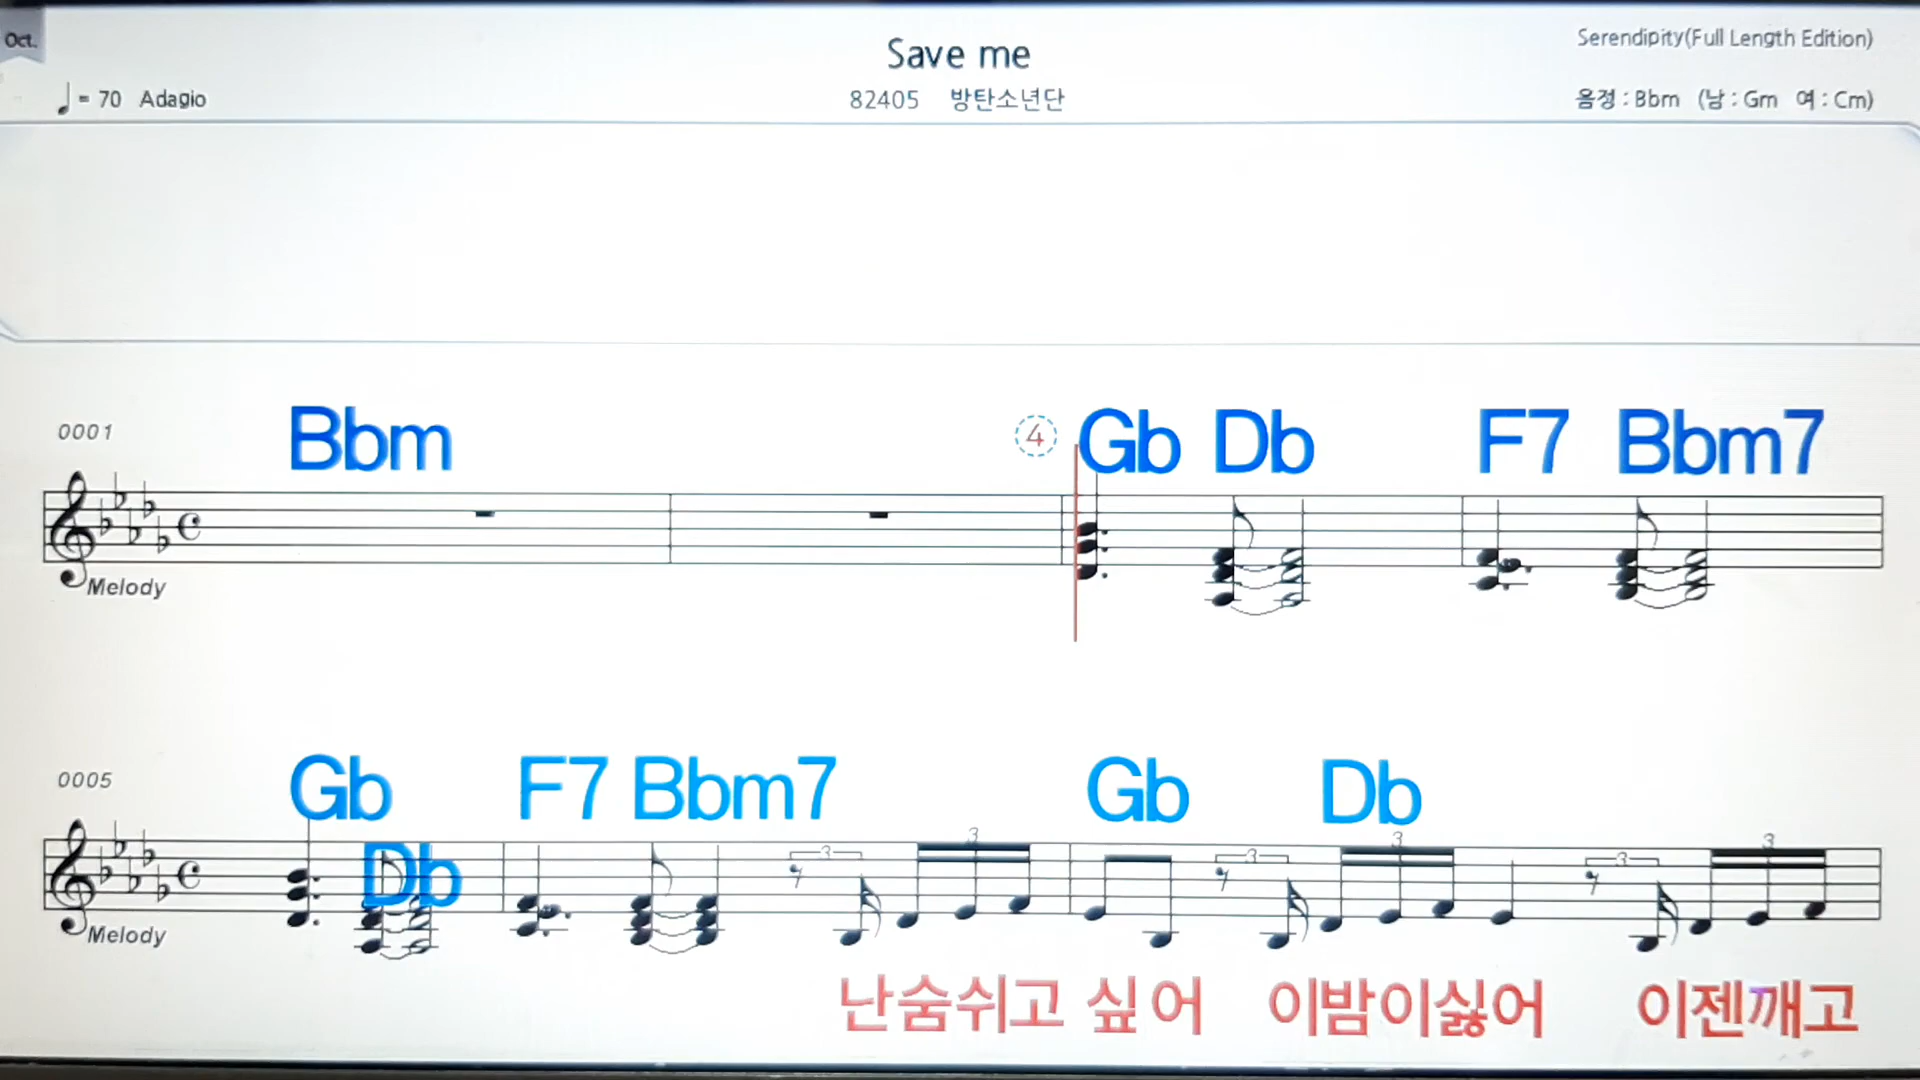 Oct.
Save me
Serendipity(Full Length Edition)
♩= 70 Adagio
82405 방탄소년단
음정 : Bbm (남 : Gm 여 : Cm)
0001
Bbm
4
Gb Db F7 Bbm7
Melody
0005
Gb Db F7 Bbm7 Gb Db
3 3 3 3 3 3
Melody
난숨쉬고 싶어 이밤이싫어 이젠깨고